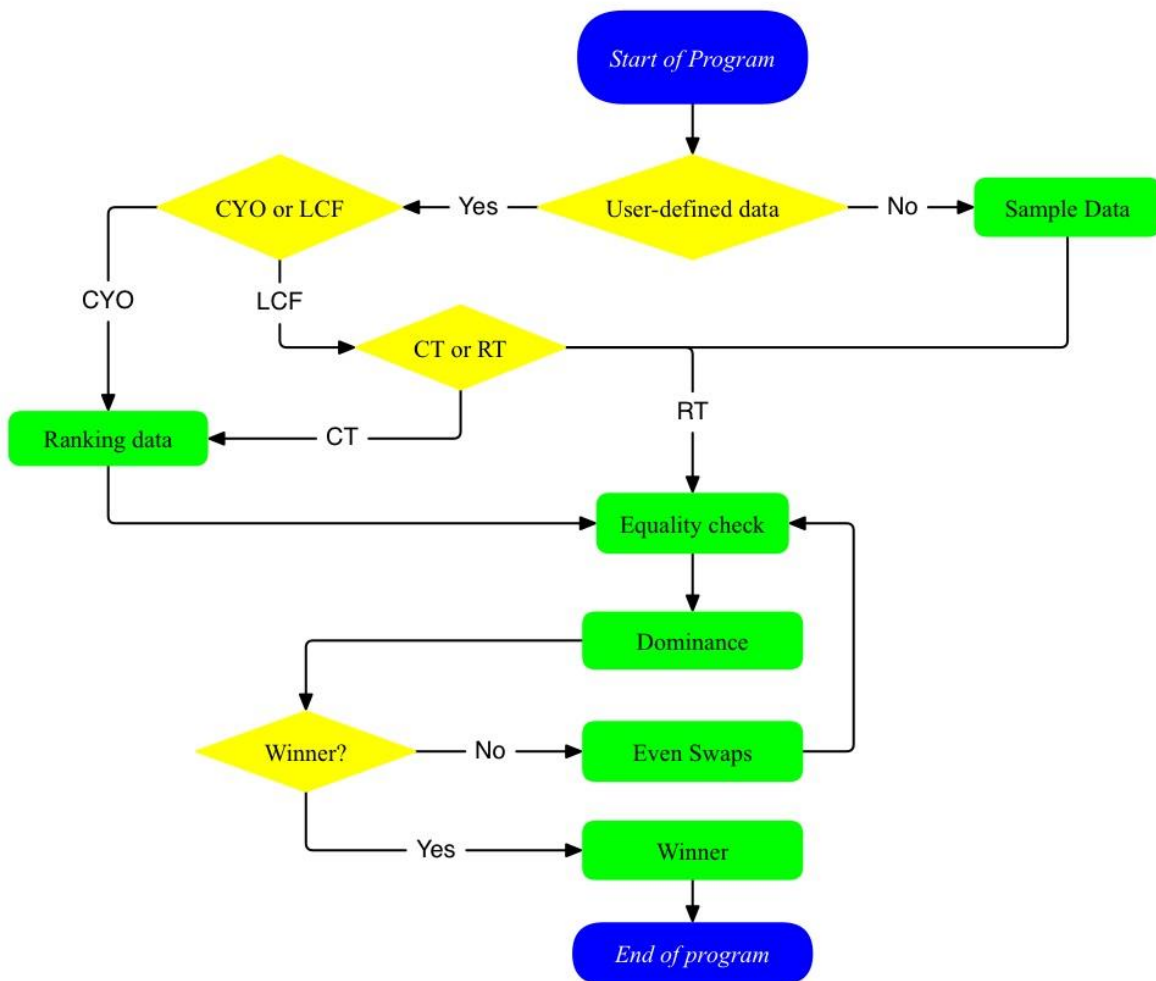 Start of Program
CYO or LCF
Yes
User-defined data
No
Sample Data
CYO
LCF
CT or RT
RT
Ranking data
CT
Equality check
Dominance
Winner?
No
Even Swaps
Yes
Winner
End of program